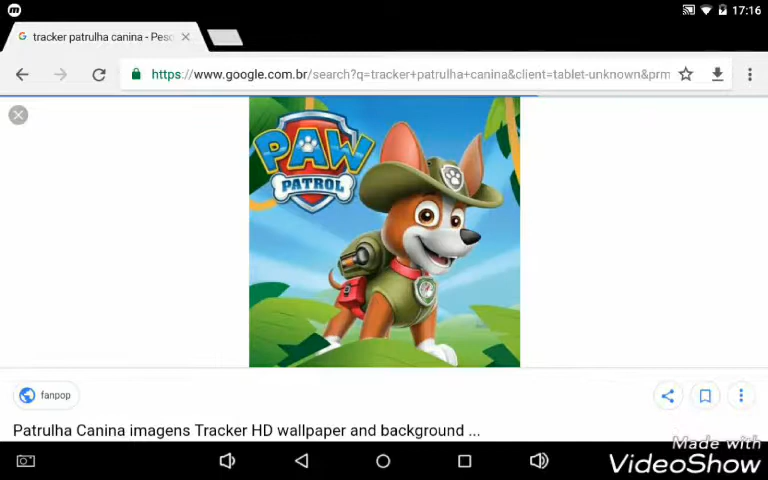 17:16
tracker patrulha canina - Pesc
https://www.google.com.br/search?q=tracker+patrulha+canina&client=tablet-unknown&prm
PAW
PATROL
fanpop
Patrulha Canina imagens Tracker HD wallpaper and background ...
Made with
VideoShow